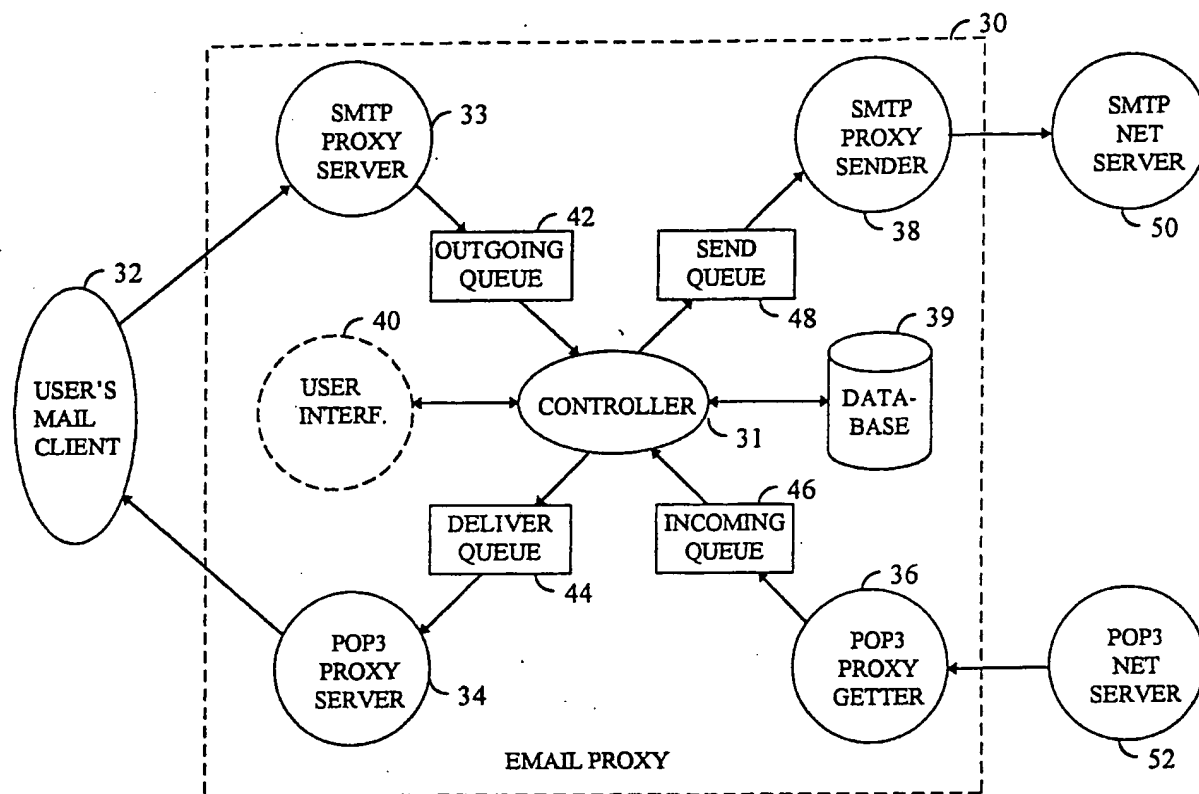 30
SMTP
PROXY
SERVER
33
SMTP
PROXY
SENDER
38
SMTP
NET
SERVER
50
42
OUTGOING
QUEUE
SEND
QUEUE
48
32
USER'S
MAIL
CLIENT
40
USER
INTERF.
CONTROLLER
31
39
DATA-
BASE
DELIVER
QUEUE
44
46
INCOMING
QUEUE
POP3
PROXY
SERVER
34
36
POP3
PROXY
GETTER
POP3
NET
SERVER
52
EMAIL PROXY